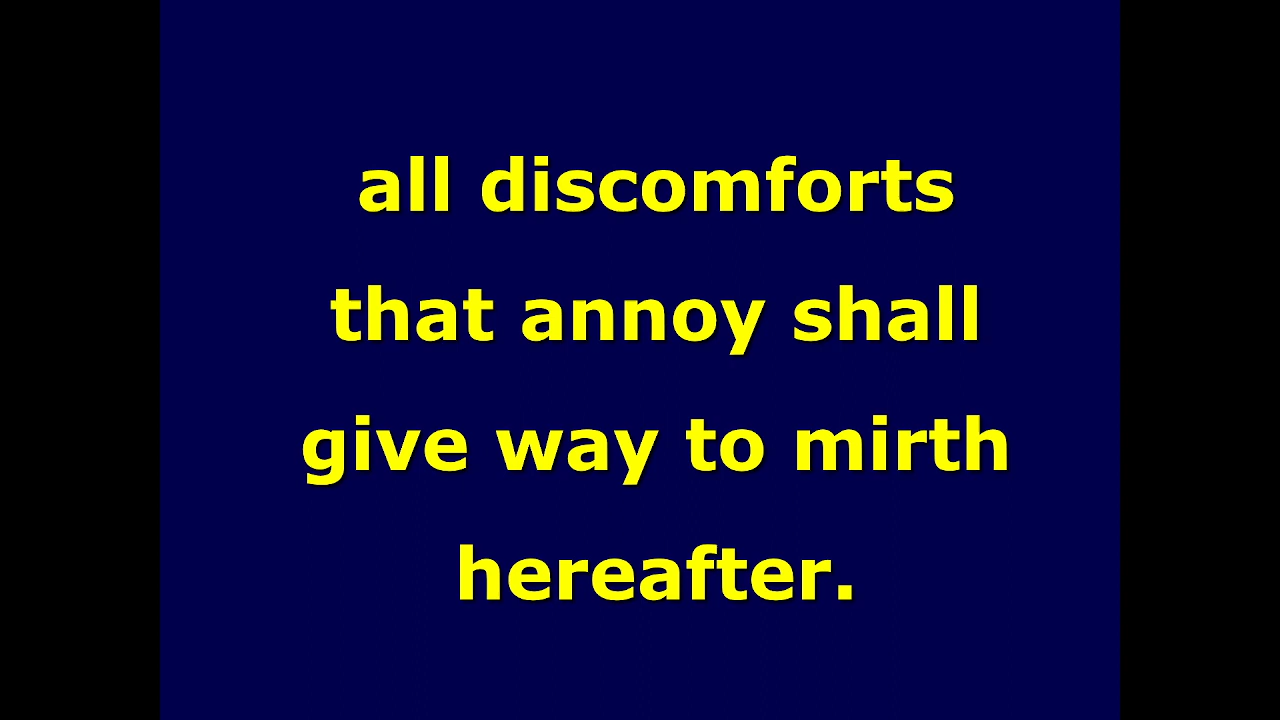 all discomforts
that annoy shall
give way to mirth
hereafter.